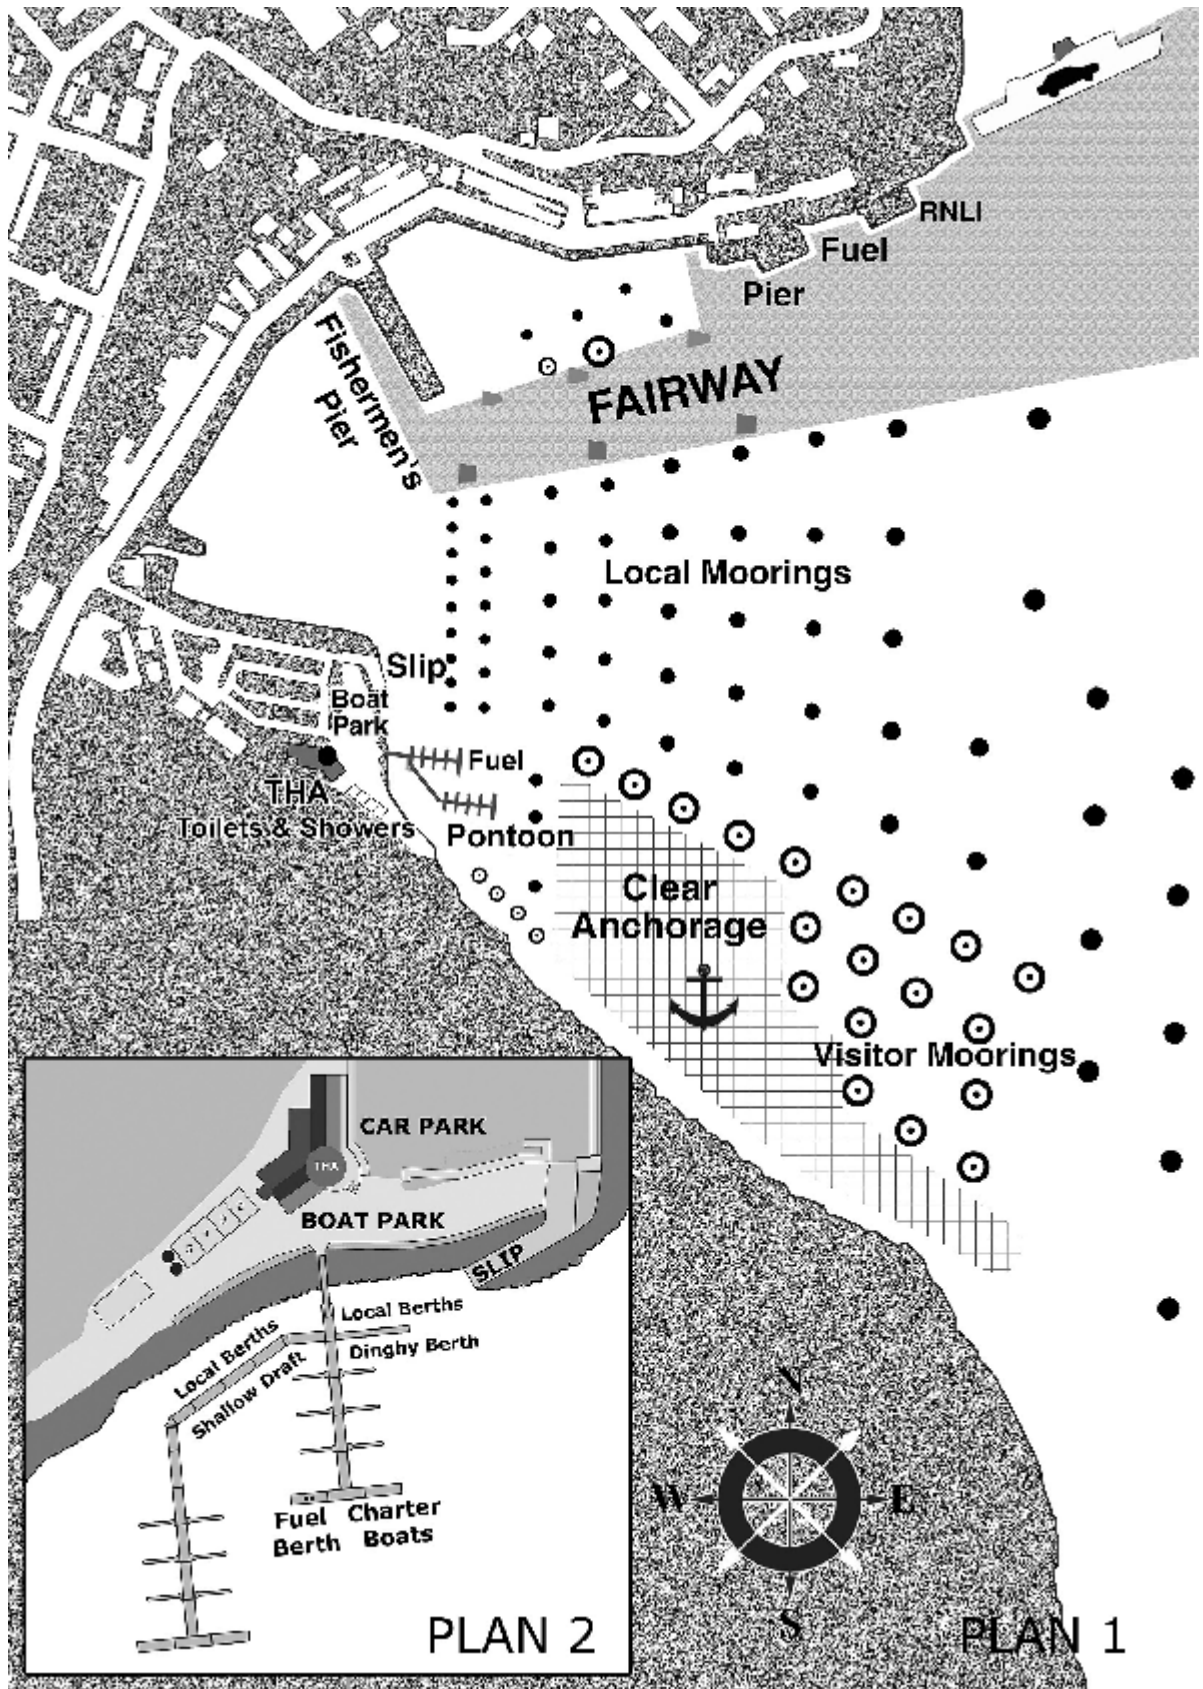 RNLI
Fuel
Pier
Fishermen's
Pier
FAIRWAY
Local Moorings
Slip
Boat
Park
Fuel
THA
Toilets & Showers
Pontoon
Clear
Anchorage
Visitor Moorings
CAR PARK
THA
BOAT PARK
SLIP
Local Berths
Local Berths
Dinghy Berth
Shallow Draft
Fuel Charter
Berth Boats
PLAN 2
N
W E
S
PLAN 1